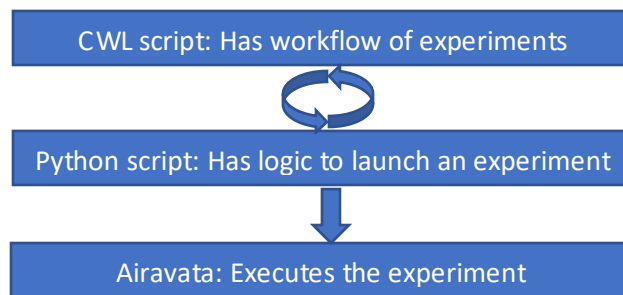 CWL script: Has workflow of experiments
Python script: Has logic to launch an experiment
Airavata: Executes the experiment